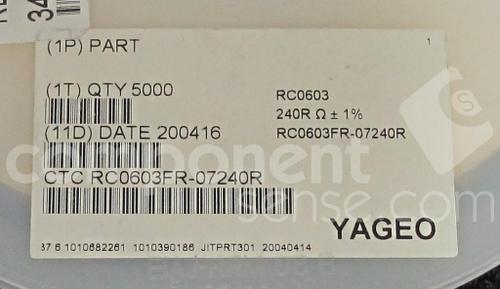 (1P) PART
1
(1T) QTY 5000
RC0603
240R Ω ± 1%
(11D) DATE 200416
RC0603FR-07240R
CTC RC0603FR-07240R
component
sense.com
YAGEO
37 6 1010682261 1010390186 JITPRT301 20040414